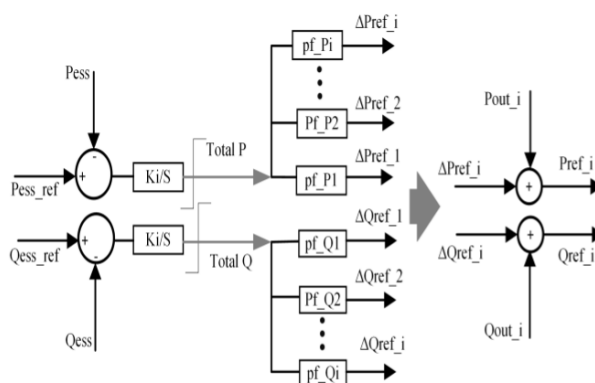 ΔPref_i
pf_Pi
Pess
ΔPref_2
Pf_P2
Total P
ΔPref_1
pf_P1
-
+
Ki/S
Pess_ref
Qess_ref
+
-
Ki/S
Total Q
Qess
ΔQref_1
pf_Q1
ΔQref_2
Pf_Q2
ΔQref_i
pf_Qi
Pout_i
ΔPref_i
+
Pref_i
ΔQref_i
+
Qref_i
Qout_i